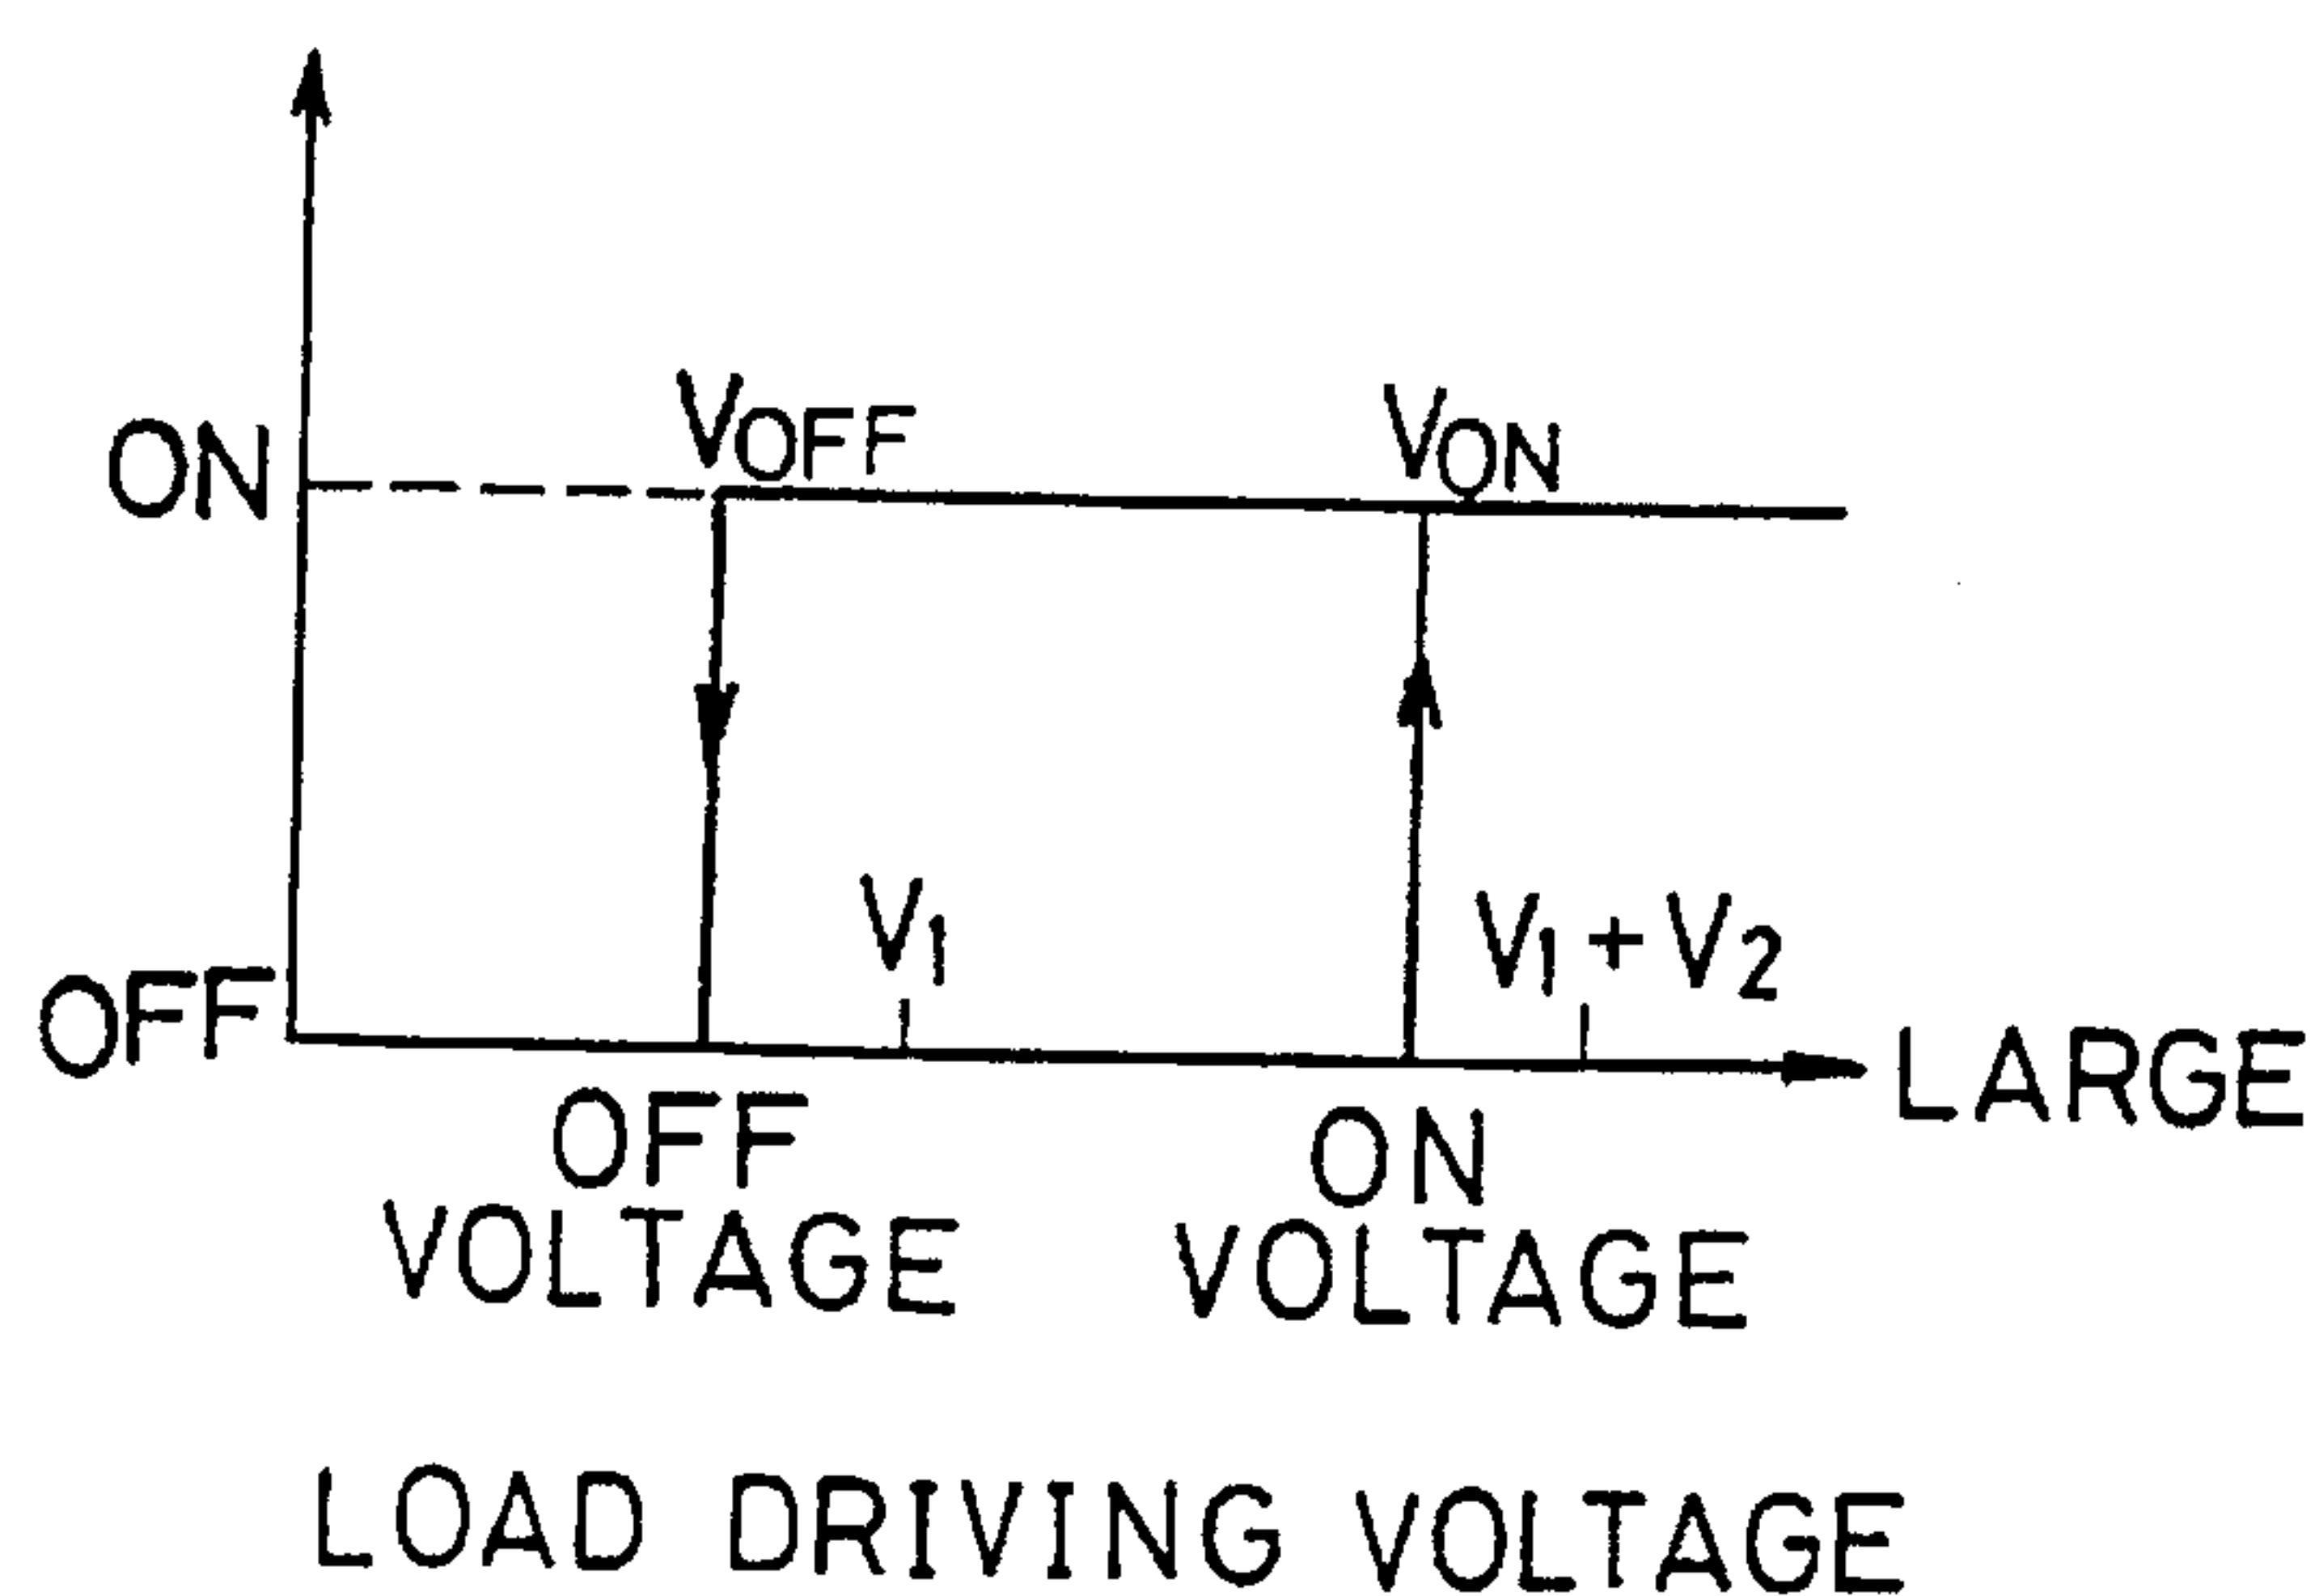 VOFF
VON
ON
V1
V1 + V2
OFF
LARGE
OFF
VOLTAGE
ON
VOLTAGE
LOAD DRIVING VOLTAGE